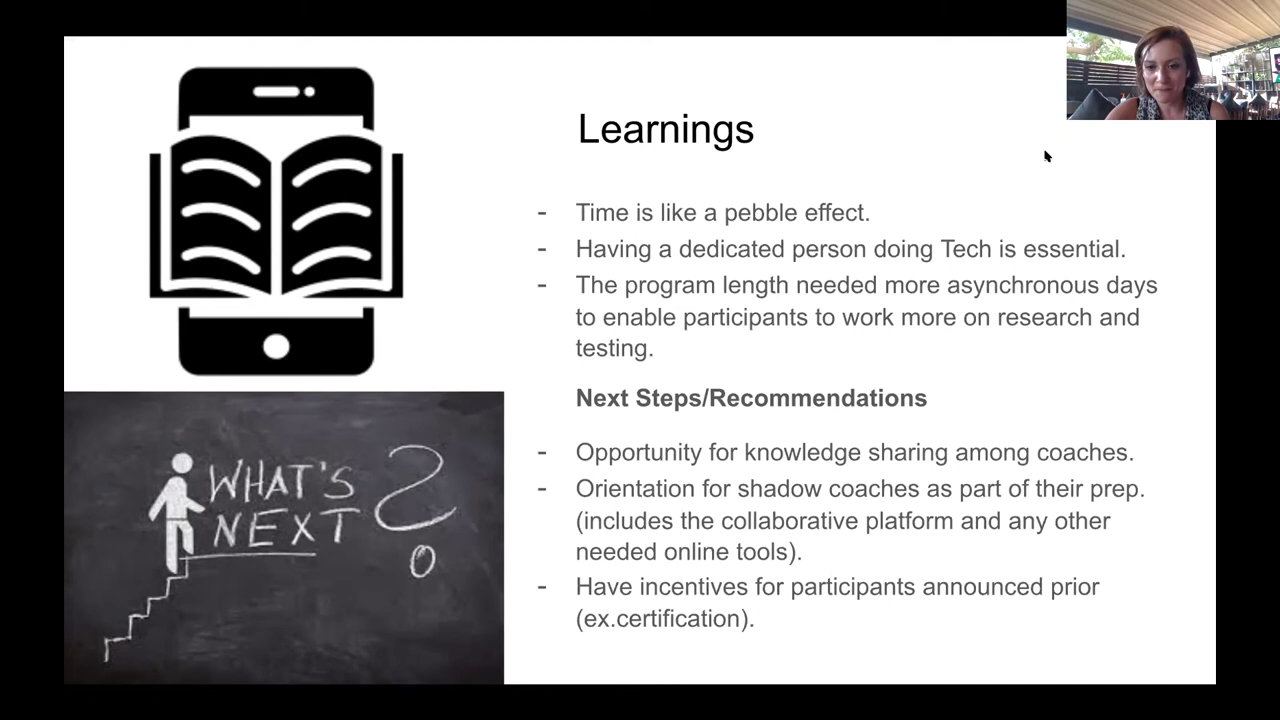 Learnings
- Time is like a pebble effect.
- Having a dedicated person doing Tech is essential.
- The program length needed more asynchronous days
to enable participants to work more on research and
testing.
Next Steps/Recommendations
- Opportunity for knowledge sharing among coaches.
- Orientation for shadow coaches as part of their prep.
(includes the collaborative platform and any other
needed online tools).
- Have incentives for participants announced prior
(ex.certification).
WHAT'S
NEXT ?